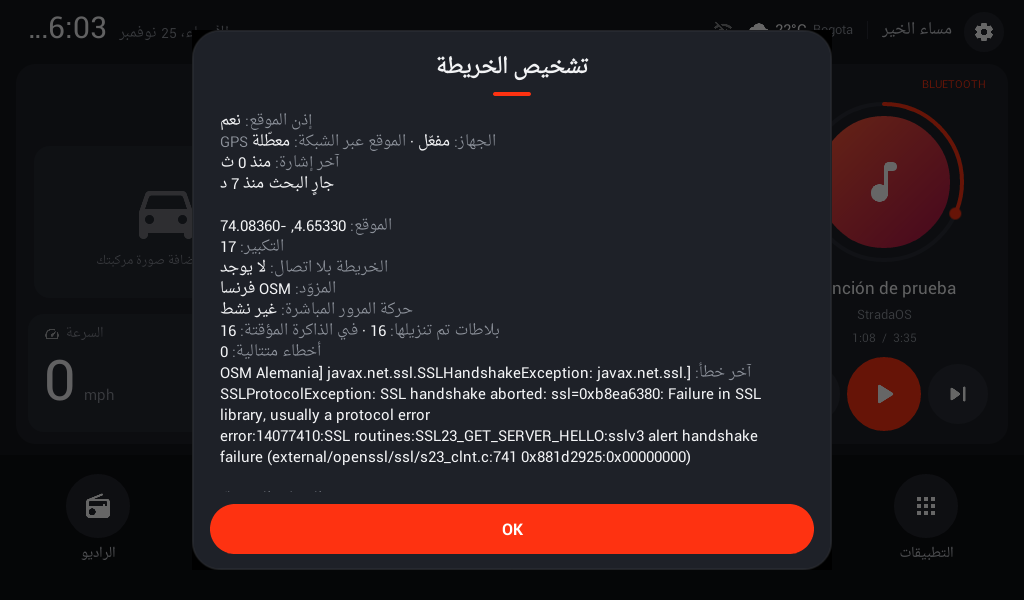 6:03...
25 نوفمبر
22°C Bogota
مساء الخير
تشخيص الخريطة
إذن الموقع: نعم
GPS الجهاز: مفعّل · الموقع عبر الشبكة: معطّلة
آخر إشارة: منذ 0 ث
جارٍ البحث منذ 7 د
الموقع: 4.65330, -74.08360
التكبير: 17
الخريطة بلا اتصال: لا يوجد
المزوّد: OSM فرنسا
حركة المرور المباشرة: غير نشط
بلاطات تم تنزيلها: 16 · في الذاكرة المؤقتة: 16
أخطاء متتالية: 0
آخر خطأ: [OSM Alemania] javax.net.ssl.SSLHandshakeException: javax.net.ssl.
SSLProtocolException: SSL handshake aborted: ssl=0xb8ea6380: Failure in SSL
library, usually a protocol error
error:14077410:SSL routines:SSL23_GET_SERVER_HELLO:sslv3 alert handshake
failure (external/openssl/ssl/s23_clnt.c:741 0x881d2925:0x00000000)
OK
صورة مركبتك
السرعة
0 mph
BLUETOOTH
nción de prueba
StradaOS
1:08 / 3:35
الراديو
التطبيقات